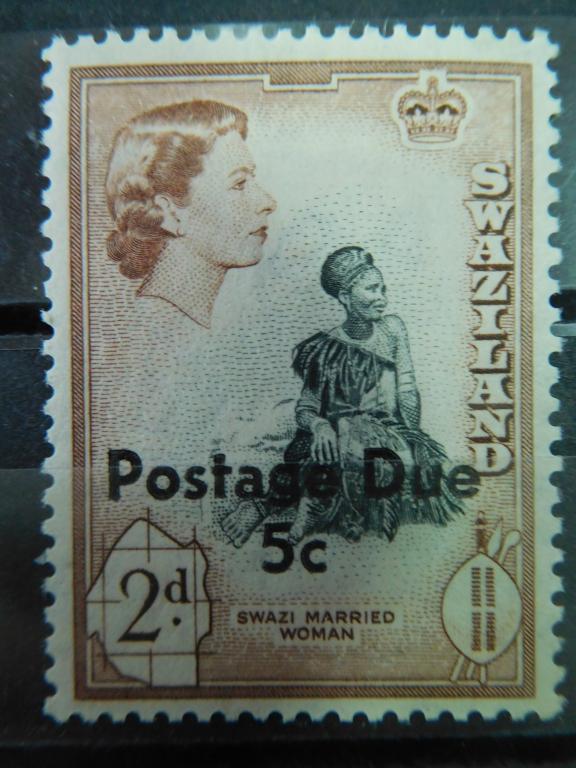 SWAZILAND
Postage Due
5c
2d.
SWAZI MARRIED
WOMAN